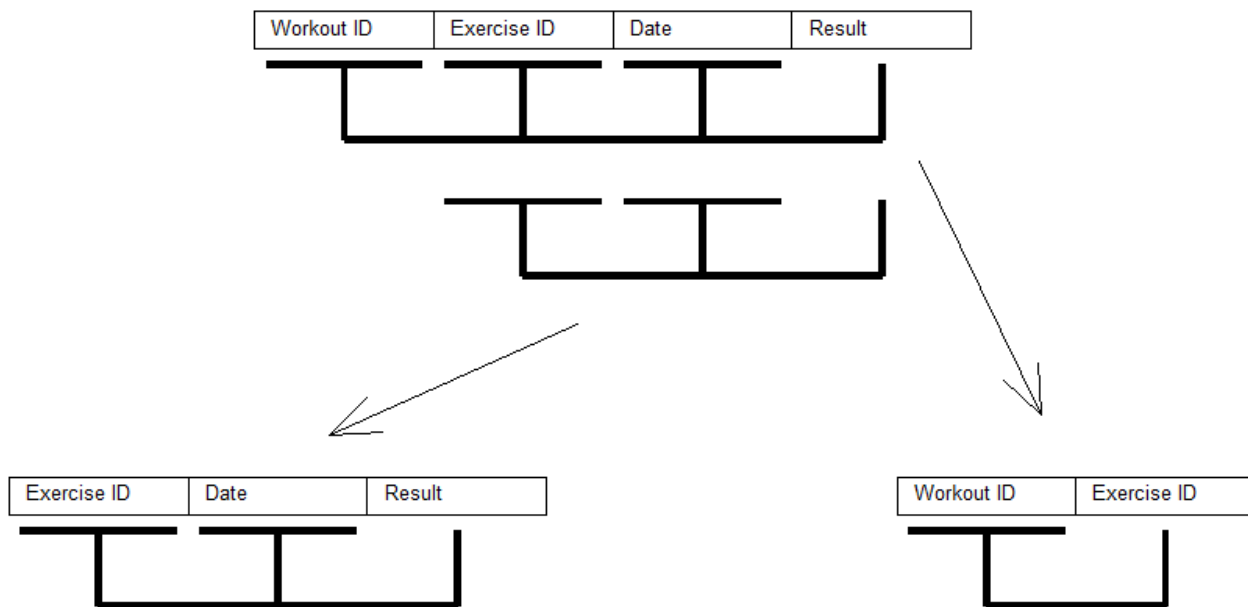 Workout ID Exercise ID Date Result
Exercise ID Date Result
Workout ID Exercise ID